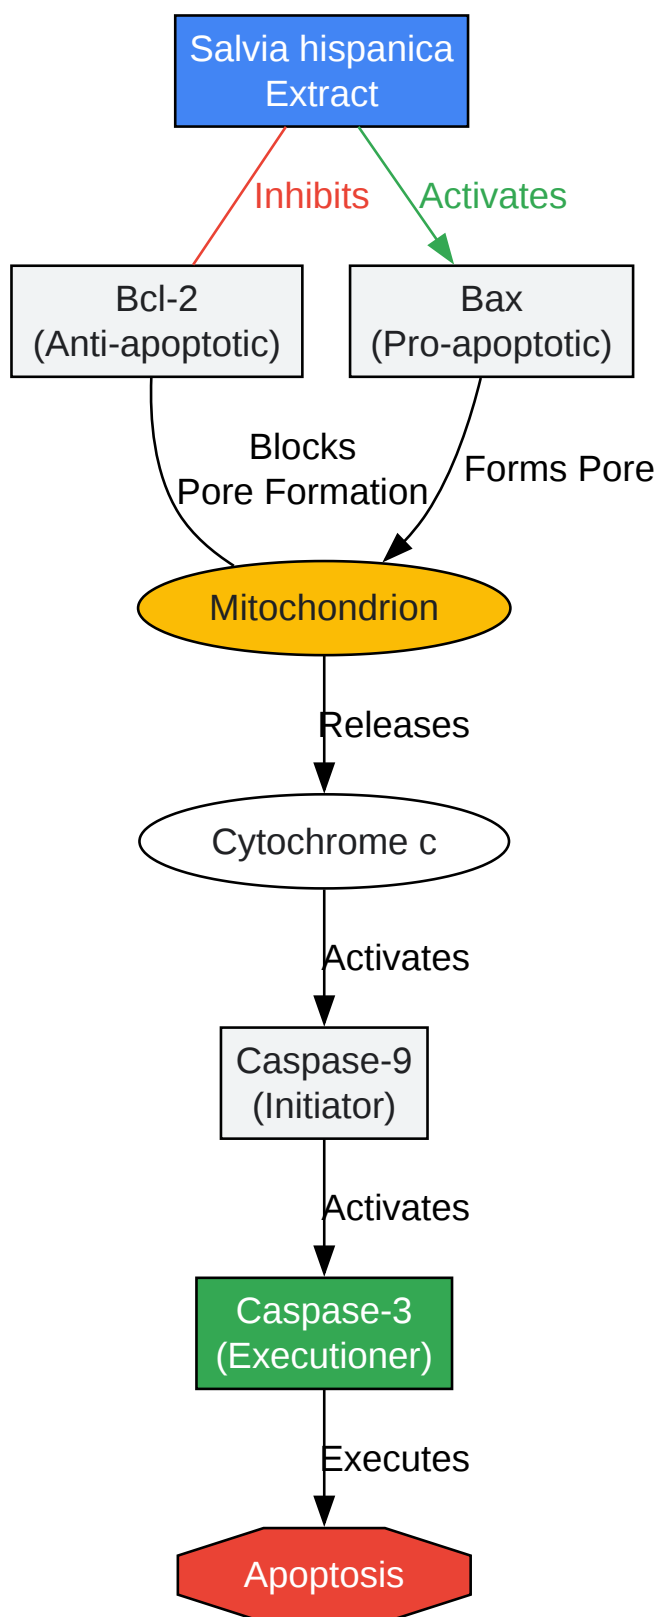 Salvia hispanica
Extract
Inhibits
Activates
Bcl-2
(Anti-apoptotic)
Bax
(Pro-apoptotic)
Blocks
Pore Formation
Forms Pore
Mitochondrion
Releases
Cytochrome c
Activates
Caspase-9
(Initiator)
Activates
Caspase-3
(Executioner)
Executes
Apoptosis